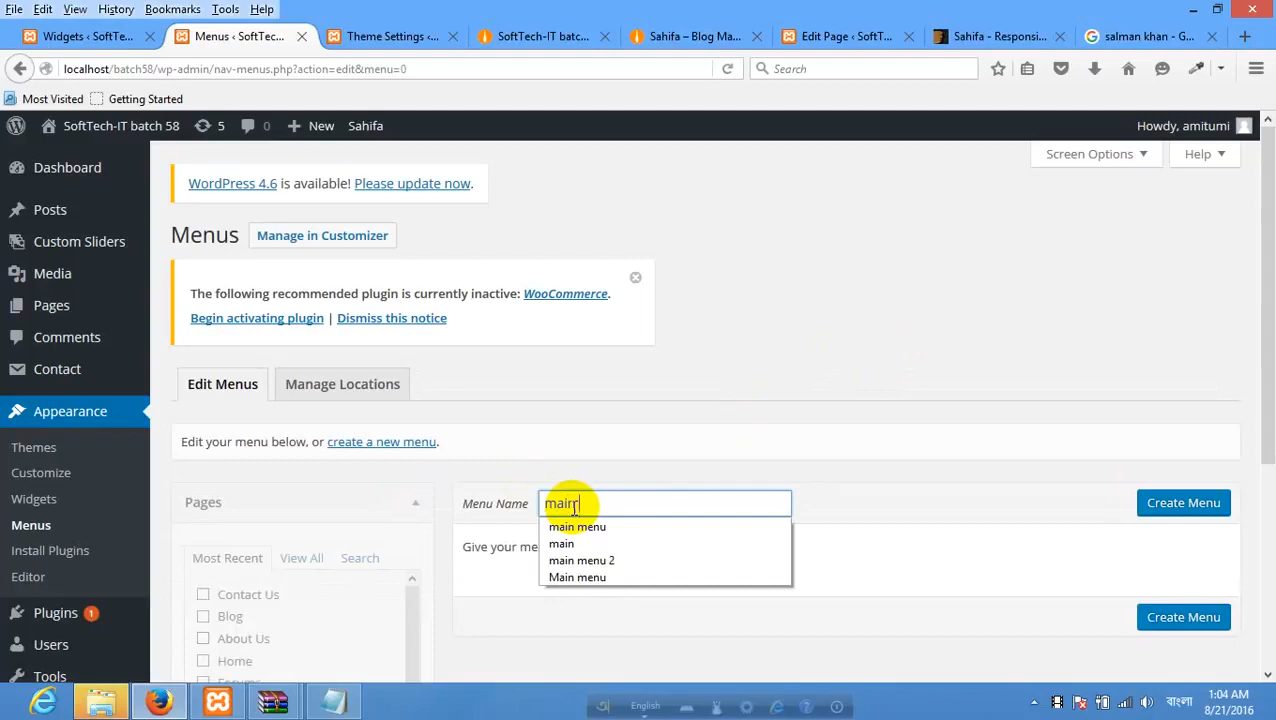 File Edit View History Bookmarks Tools Help
Widgets ‹ SoftTe... Menus ‹ SoftTech-IT ... Theme Settings ‹... SoftTech-IT batc... Sahifa – Blog Ma... Edit Page ‹ SoftT... Sahifa - Responsi... salman khan - G...
localhost/batch58/wp-admin/nav-menus.php?action=edit&menu=0 Search
Most Visited Getting Started
SoftTech-IT batch 58 5 0 New Sahifa Howdy, amitumi
Screen Options Help
Dashboard
Posts
Custom Sliders
Media
Pages
Comments
Contact
Appearance
Themes
Customize
Widgets
Menus
Install Plugins
Editor
Plugins 1
Users
Tools
WordPress 4.6 is available! Please update now.
Menus Manage in Customizer
The following recommended plugin is currently inactive: WooCommerce.
Begin activating plugin | Dismiss this notice
Edit Menus Manage Locations
Edit your menu below, or create a new menu.
Pages
Most Recent View All Search
Contact Us
Blog
About Us
Home
Menu Name main Create Menu
main menu
main
main menu 2
Main menu
Give your me
Create Menu
English
বাংলা
1:04 AM
8/21/2016